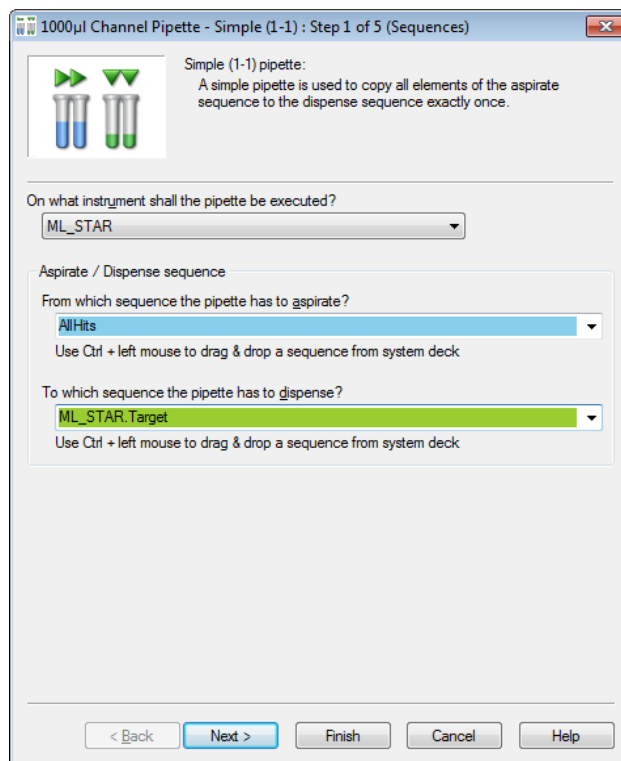 1000µl Channel Pipette - Simple (1-1) : Step 1 of 5 (Sequences)
Simple (1-1) pipette:
A simple pipette is used to copy all elements of the aspirate
sequence to the dispense sequence exactly once.
On what instrument shall the pipette be executed?
ML_STAR
Aspirate / Dispense sequence
From which sequence the pipette has to aspirate?
AllHits
Use Ctrl + left mouse to drag & drop a sequence from system deck
To which sequence the pipette has to dispense?
ML_STAR.Target
Use Ctrl + left mouse to drag & drop a sequence from system deck
< Back Next > Finish Cancel Help